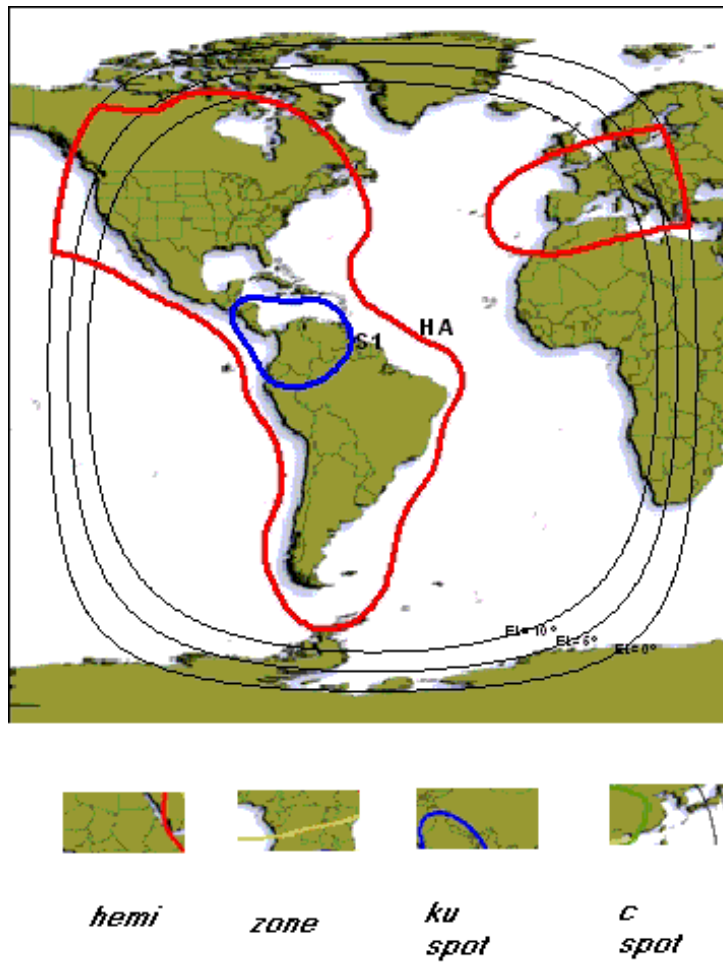 HA
S1
EL=10°
EL=5°
EL=0°
hemi
zone
ku
spot
c
spot